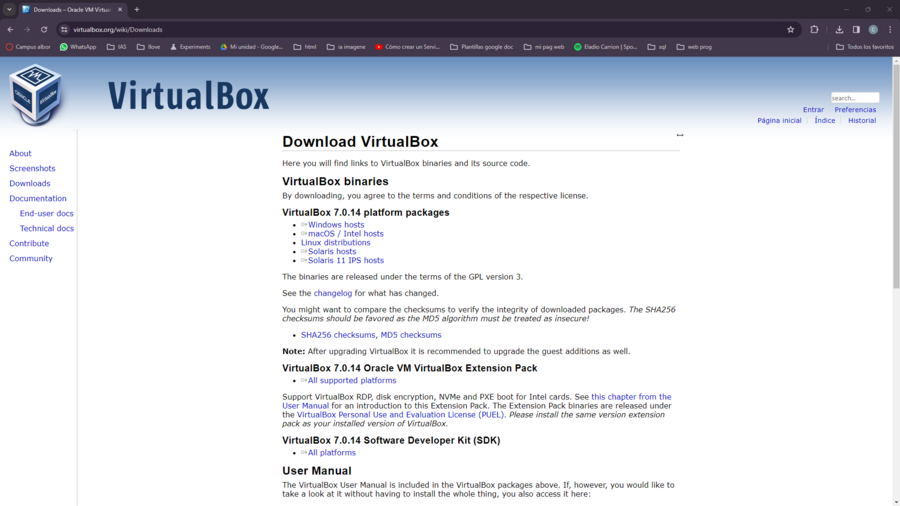 Downloads – Oracle VM Virtua
virtualbox.org/wiki/Downloads
Campus albor WhatsApp IAS Ilove Experiments Mi unidad - Google... html ia imagene Cómo crear un Servi... Plantillas google doc mi pag web Eladio Carrion | Spo... sql web prog Todos los favoritos
VirtualBox
search...
Entrar Preferencias
Página inicial Índice Historial
About
Screenshots
Downloads
Documentation
End-user docs
Technical docs
Contribute
Community
Download VirtualBox
Here you will find links to VirtualBox binaries and its source code.
VirtualBox binaries
By downloading, you agree to the terms and conditions of the respective license.
VirtualBox 7.0.14 platform packages
Windows hosts
macOS / Intel hosts
Linux distributions
Solaris hosts
Solaris 11 IPS hosts
The binaries are released under the terms of the GPL version 3.
See the changelog for what has changed.
You might want to compare the checksums to verify the integrity of downloaded packages. The SHA256
checksums should be favored as the MD5 algorithm must be treated as insecure!
SHA256 checksums, MD5 checksums
Note: After upgrading VirtualBox it is recommended to upgrade the guest additions as well.
VirtualBox 7.0.14 Oracle VM VirtualBox Extension Pack
All supported platforms
Support VirtualBox RDP, disk encryption, NVMe and PXE boot for Intel cards. See this chapter from the
User Manual for an introduction to this Extension Pack. The Extension Pack binaries are released under
the VirtualBox Personal Use and Evaluation License (PUEL). Please install the same version extension
pack as your installed version of VirtualBox.
VirtualBox 7.0.14 Software Developer Kit (SDK)
All platforms
User Manual
The VirtualBox User Manual is included in the VirtualBox packages above. If, however, you would like to
take a look at it without having to install the whole thing, you also access it here: